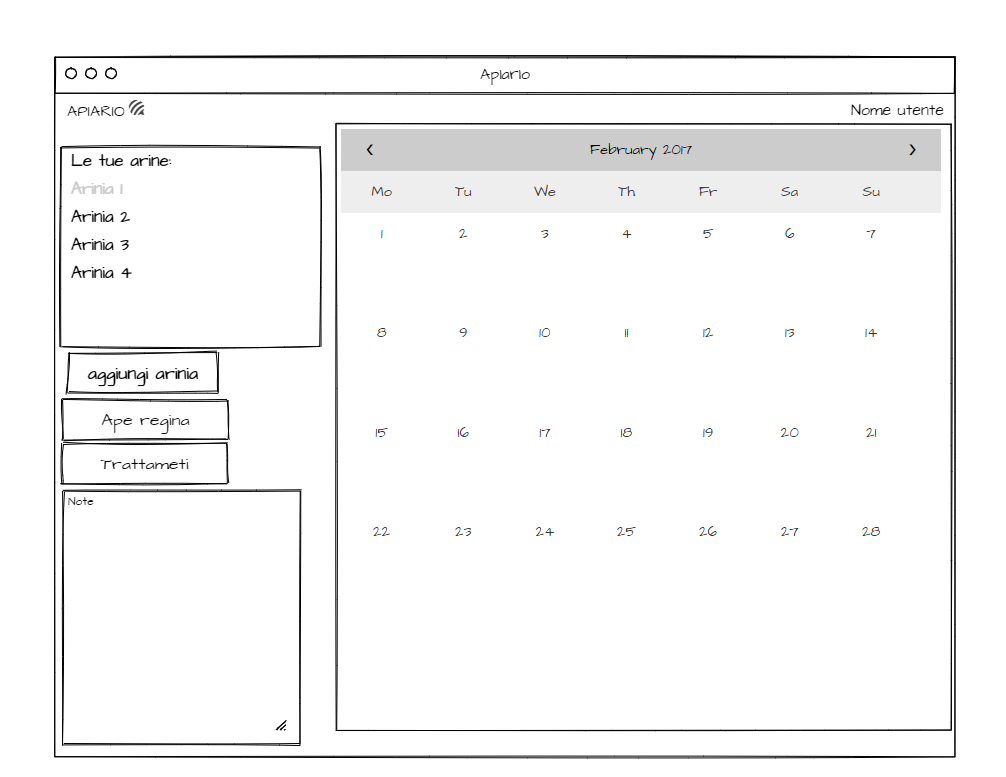 Apiario
APIARIO
Nome utente
Le tue arine:
Arinia 1
Arinia 2
Arinia 3
Arinia 4
aggiungi arinia
Ape regina
Trattameti
Note
February 2017
Mo Tu We Th Fr Sa Su
1 2 3 4 5 6 7
8 9 10 11 12 13 14
15 16 17 18 19 20 21
22 23 24 25 26 27 28